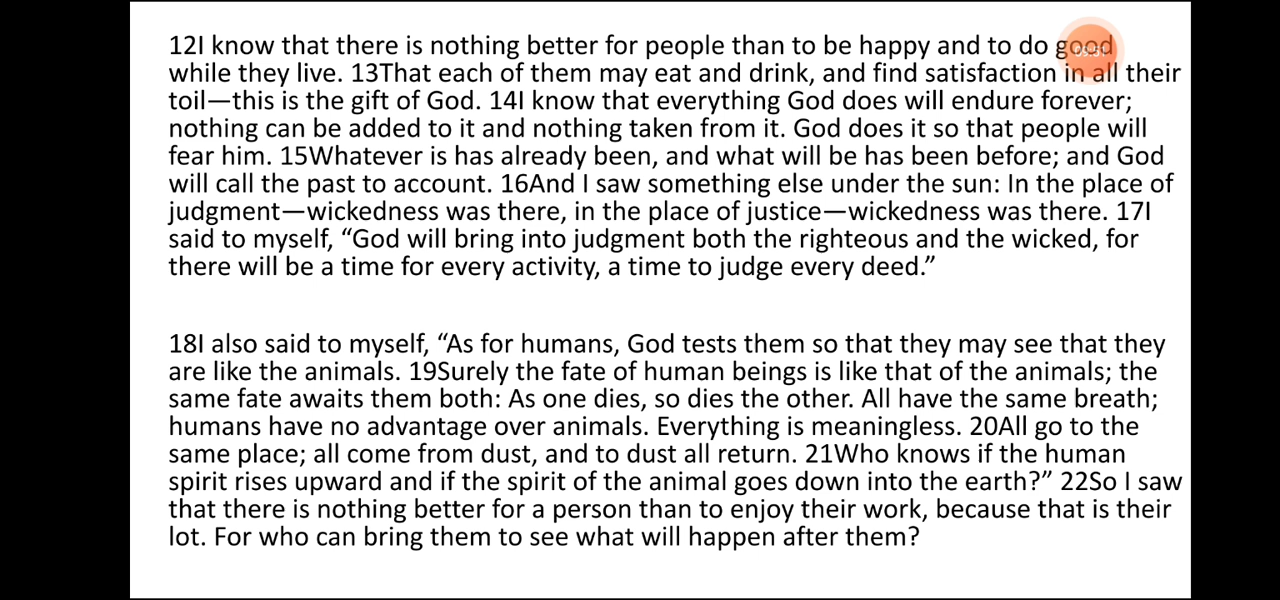 12I know that there is nothing better for people than to be happy and to do good
while they live. 13That each of them may eat and drink, and find satisfaction in all their
toil—this is the gift of God. 14I know that everything God does will endure forever;
nothing can be added to it and nothing taken from it. God does it so that people will
fear him. 15Whatever is has already been, and what will be has been before; and God
will call the past to account. 16And I saw something else under the sun: In the place of
judgment—wickedness was there, in the place of justice—wickedness was there. 17I
said to myself, “God will bring into judgment both the righteous and the wicked, for
there will be a time for every activity, a time to judge every deed.”
18I also said to myself, “As for humans, God tests them so that they may see that they
are like the animals. 19Surely the fate of human beings is like that of the animals; the
same fate awaits them both: As one dies, so dies the other. All have the same breath;
humans have no advantage over animals. Everything is meaningless. 20All go to the
same place; all come from dust, and to dust all return. 21Who knows if the human
spirit rises upward and if the spirit of the animal goes down into the earth?” 22So I saw
that there is nothing better for a person than to enjoy their work, because that is their
lot. For who can bring them to see what will happen after them?